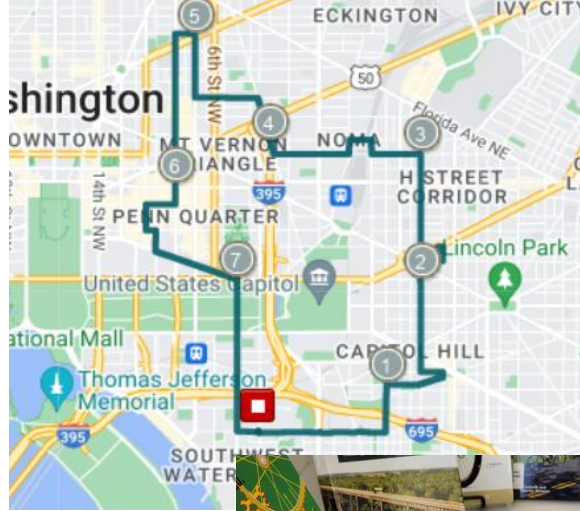 5
ECKINGTON
IVY CITY
6th St NW
50
shington
OWNTOWN
4
MT VERNON
TRIANGLE
NOMA
3
Florida Ave NE
6
H STREET
CORRIDOR
395
14th St NW
PENN QUARTER
7
2
Lincoln Park
United States Capitol
ational Mall
CAPITOL HILL
1
Thomas Jefferson
Memorial
395
695
SOUTHWEST
WATER